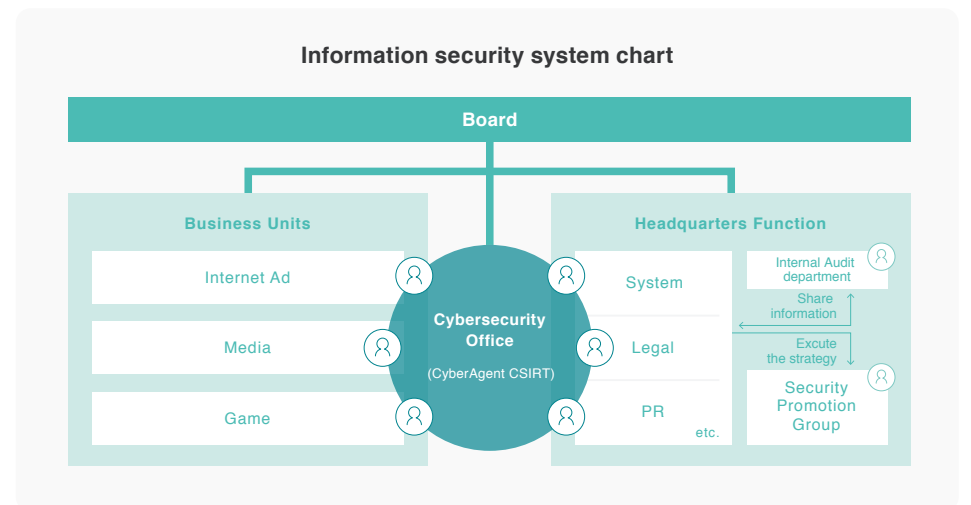 Information security system chart
Board
Business Units
Internet Ad
Media
Game
Cybersecurity
Office
(CyberAgent CSIRT)
Headquarters Function
System
Legal
PR
etc.
Internal Audit
department
Share
information
Excute
the strategy
Security
Promotion
Group